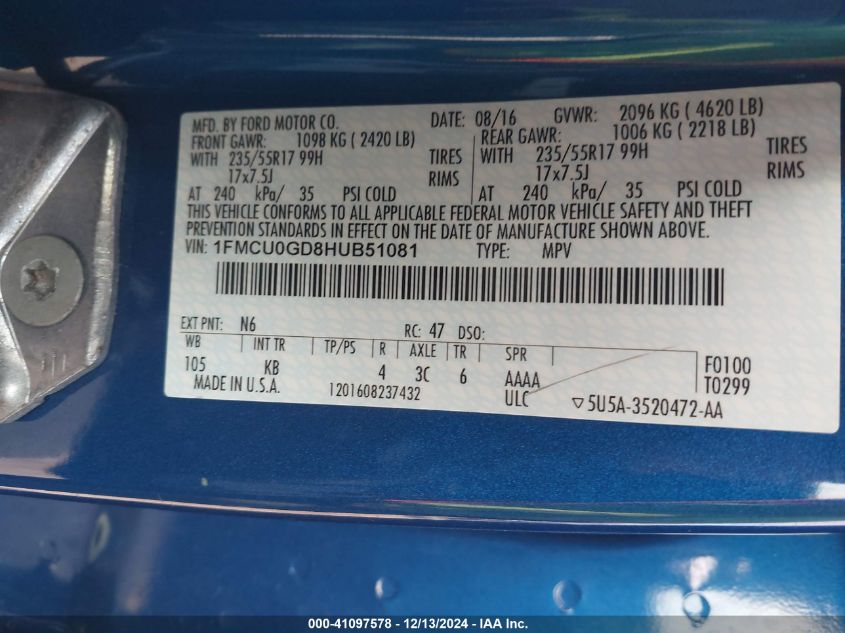 MFD. BY FORD MOTOR CO. DATE: 08/16 GVWR: 2096 KG ( 4620 LB)
FRONT GAWR: 1098 KG ( 2420 LB) REAR GAWR: 1006 KG ( 2218 LB)
WITH 235/55R17 99H TIRES WITH 235/55R17 99H TIRES
17x7.5J RIMS 17x7.5J RIMS
AT 240 kPa/ 35 PSI COLD AT 240 kPa/ 35 PSI COLD
THIS VEHICLE CONFORMS TO ALL APPLICABLE FEDERAL MOTOR VEHICLE SAFETY AND THEFT
PREVENTION STANDARDS IN EFFECT ON THE DATE OF MANUFACTURE SHOWN ABOVE.
VIN: 1FMCU0GD8HUB51081 TYPE: MPV
EXT PNT: N6 RC: 47 DSO:
WB INT TR TP/PS R AXLE TR SPR F0100
105 KB 4 3C 6 AAAA T0299
MADE IN U.S.A. 1201608237432 ULC ▽5U5A-3520472-AA
000-41097578 - 12/13/2024 - IAA Inc.